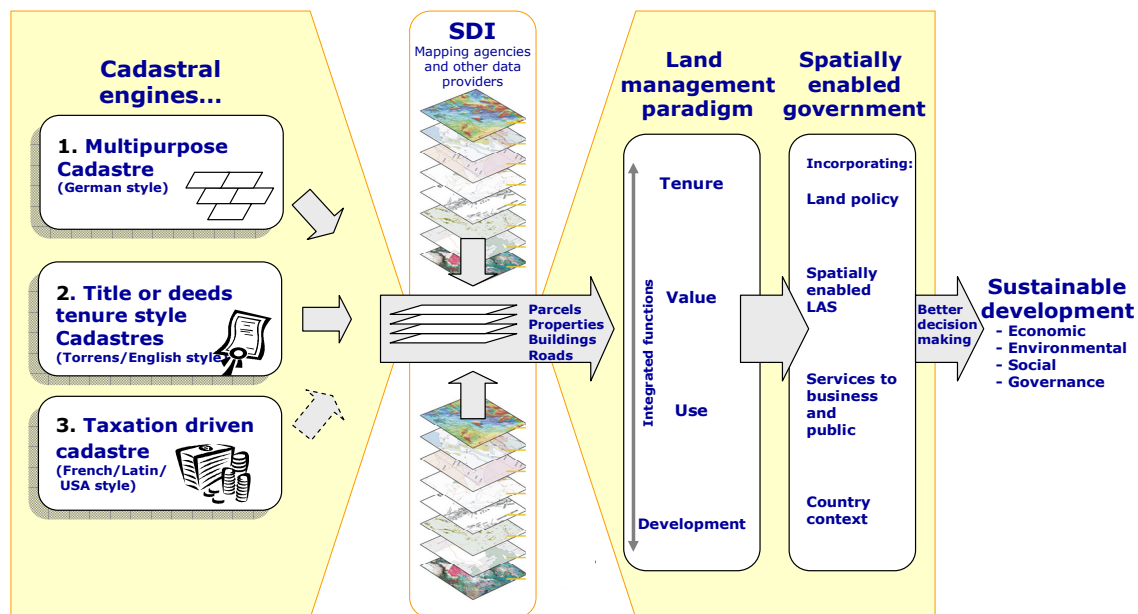 Cadastral
engines...
1. Multipurpose
Cadastre
(German style)
2. Title or deeds
tenure style
Cadastres
(Torrens/English style)
3. Taxation driven
cadastre
(French/Latin/
USA style)
SDI
Mapping agencies
and other data
providers
Parcels
Properties
Buildings
Roads
Land
management
paradigm
Integrated functions
Tenure
Value
Use
Development
Spatially
enabled
government
Incorporating:
Land policy
Spatially
enabled
LAS
Services to
business
and
public
Country
context
Better
decision
making
Sustainable
development
- Economic
- Environmental
- Social
- Governance